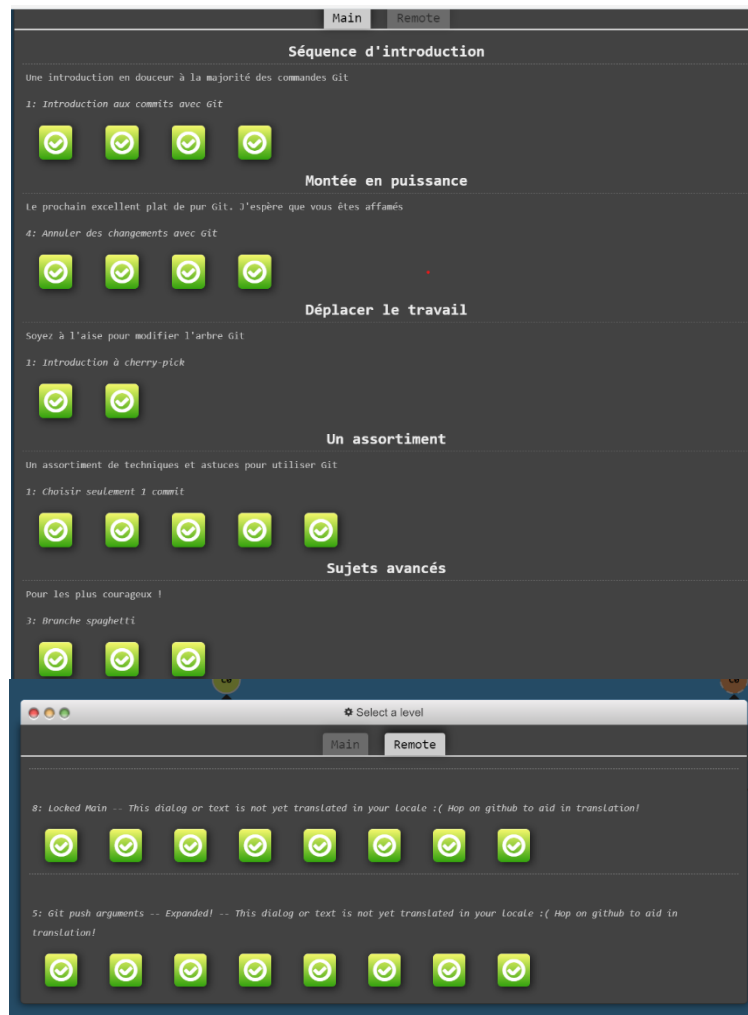 Main Remote
Séquence d'introduction
Une introduction en douceur à la majorité des commandes Git
1: Introduction aux commits avec Git
Montée en puissance
Le prochain excellent plat de pur Git. J'espère que vous êtes affamés
4: Annuler des changements avec Git
Déplacer le travail
Soyez à l'aise pour modifier l'arbre Git
1: Introduction à cherry-pick
Un assortiment
Un assortiment de techniques et astuces pour utiliser Git
1: Choisir seulement 1 commit
Sujets avancés
Pour les plus courageux !
3: Branche spaghetti
Select a level
Main Remote
8: Locked Main -- This dialog or text is not yet translated in your locale :( Hop on github to aid in translation!
5: Git push arguments -- Expanded! -- This dialog or text is not yet translated in your locale :( Hop on github to aid in
translation!